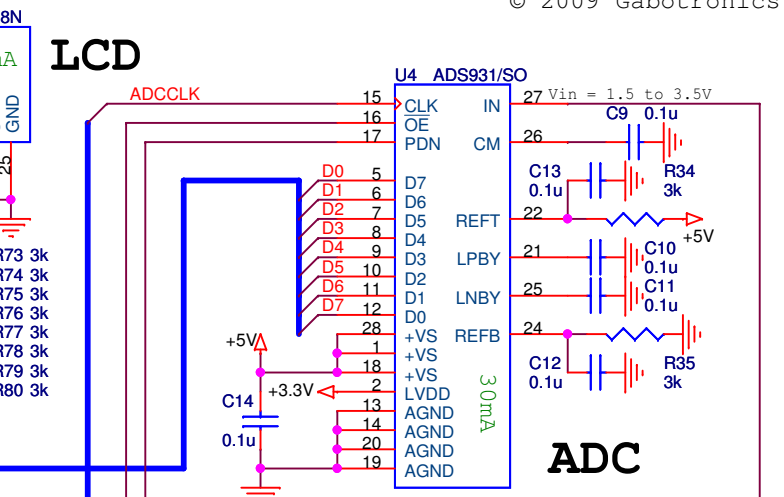 © 2009 Gabotronics
8N
LCD
mA
GND
25
U4 ADS931/SO
ADCCLK
15 CLK IN 27 Vin = 1.5 to 3.5V
16 OE
C9 0.1u
17 PDN CM 26
C13 0.1u
R34 3k
D0 5 D7
D1 6 D6
D2 7 D5 REFT 22
+5V
D3 8 D4
D4 9 D3 LPBY 21 C10 0.1u
D5 10 D2
D6 11 D1 LNBY 25 C11 0.1u
D7 12 D0
28 +VS REFB 24
+5V
1 +VS
18 +VS
C12 0.1u
R35 3k
+3.3V 2 LVDD
30mA
C14 0.1u
13 AGND
14 AGND
20 AGND
19 AGND
ADC
R73 3k
R74 3k
R75 3k
R76 3k
R77 3k
R78 3k
R79 3k
R80 3k